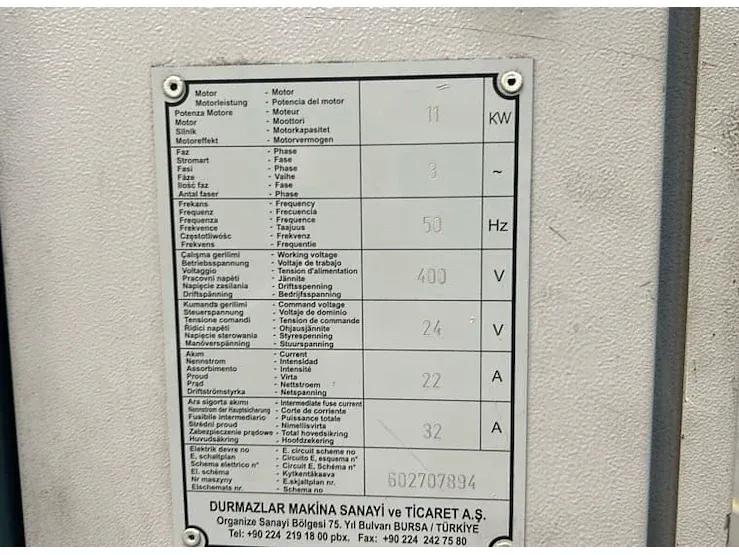 Motor - Motor
Motorleistung - Potencia del motor
Potenza Motore - Moteur
Motor - Moottori
Silnik - Motorkapasitet
Motoreffekt - Motorvermogen
11 KW
Faz - Phase
Stromart - Fase
Fasi - Phase
Fáze - Vaihe
Ilość faz - Fase
Antal faser - Phase
3 ~
Frekans - Frequency
Frequenz - Frecuencia
Frequenza - Frequence
Frekvence - Taajuus
Częstotliwość - Frekvenz
Frekvens - Frequentie
50 Hz
Çalışma gerilimi - Working voltage
Betriebsspannung - Voltaje de trabajo
Voltaggio - Tension d'alimentation
Pracovni napěti - Jännite
Napięcie zasilania - Driftsspenning
Driftspänning - Bedrijfsspanning
400 V
Kumanda gerilimi - Command voltage
Steuerspannung - Voltaje de dominio
Tensione comandi - Tension de commande
Řidici napěti - Ohjausjännite
Napięcie sterowania - Styrespenning
Manöverspänning - Stuurspanning
24 V
Akım - Current
Nennstrom - Intensidad
Assorbimento - Intensité
Proud - Virta
Prąd - Nettstroem
Driftströmstyrka - Netspanning
22 A
Ara sigorta akımı - Intermediate fuse current
Nennstrom der Hauptsicherung - Corte de corriente
Fusibile intermediario - Puissance totale
Střední proud - Nimellisvirta
Zabezpieczenie prądowe - Total hovedsikring
Huvudsäkring - Hoofdzekering
32 A
Elektrik devre no - E. circuit scheme no
E. schaltplan - Circuito E, esquema n°
Schema elettrico n° - Circuit E, Schéma n°
El. schéma - Kytkentäkaava
Nr maszyny - E.skjaltplan nr.
Elschemats nr. - Schema no
602707894
DURMAZLAR MAKİNA SANAYİ ve TİCARET A.Ş.
Organize Sanayi Bölgesi 75. Yıl Bulvarı BURSA / TÜRKİYE
Tel: +90 224 219 18 00 pbx. Fax: +90 224 242 75 80